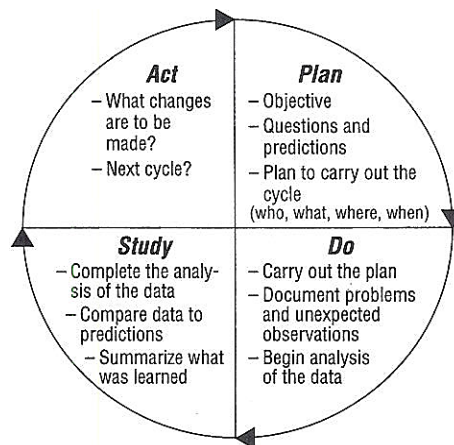 Act
– What changes
are to be
made?
– Next cycle?
Plan
– Objective
– Questions and
predictions
– Plan to carry out the
cycle
(who, what, where, when)
Study
– Complete the analy-
sis of the data
– Compare data to
predictions
– Summarize what
was learned
Do
– Carry out the plan
– Document problems
and unexpected
observations
– Begin analysis
of the data